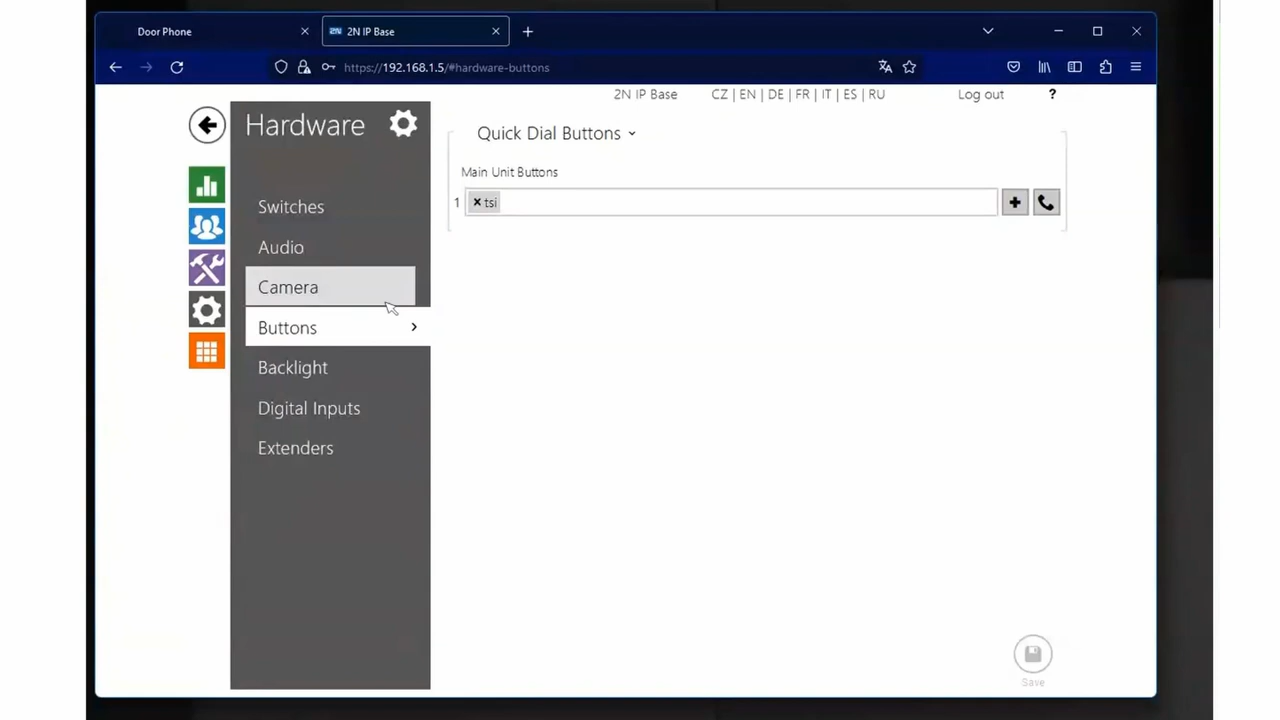 Door Phone
2N 2N IP Base
https://192.168.1.5/#hardware-buttons
2N IP Base CZ | EN | DE | FR | IT | ES | RU Log out ?
Hardware
Quick Dial Buttons
Main Unit Buttons
1 × tsi
Switches
Audio
Camera
Buttons
Backlight
Digital Inputs
Extenders
Save